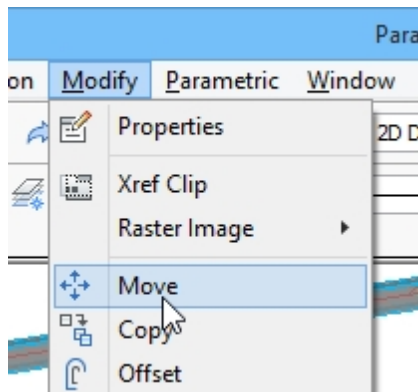 Para
on Modify Parametric Window
Properties
2D D
Xref Clip
Raster Image
Move
Copy
Offset